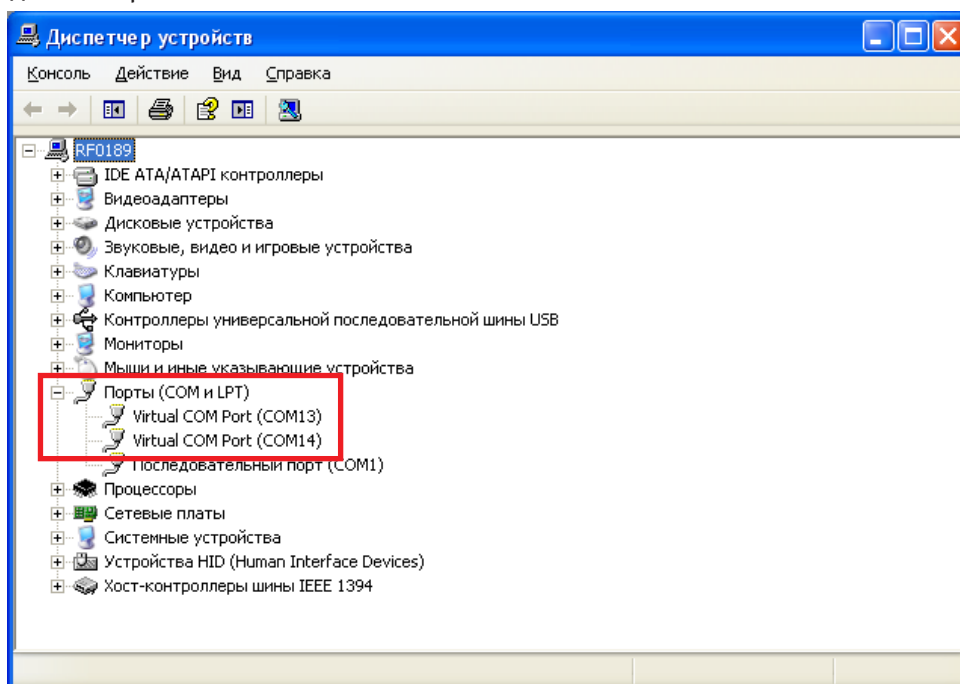 Диспетчер устройств
Консоль Действие Вид Справка
RF0189
IDE ATA/ATAPI контроллеры
Видеоадаптеры
Дисковые устройства
Звуковые, видео и игровые устройства
Клавиатуры
Компьютер
Контроллеры универсальной последовательной шины USB
Мониторы
Мыши и иные указывающие устройства
Порты (COM и LPT)
Virtual COM Port (COM13)
Virtual COM Port (COM14)
Последовательный порт (COM1)
Процессоры
Сетевые платы
Системные устройства
Устройства HID (Human Interface Devices)
Хост-контроллеры шины IEEE 1394